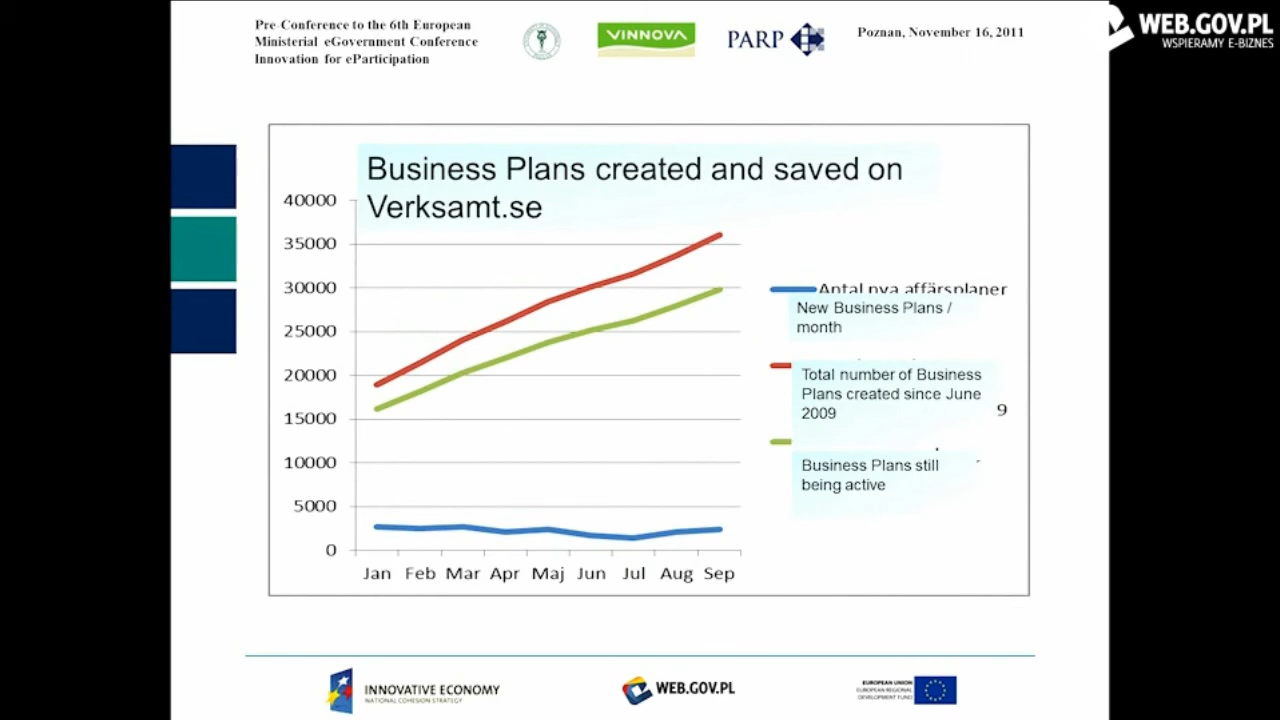 Pre-Conference to the 6th European
Ministerial eGovernment Conference
Innovation for eParticipation
VINNOVA
PARP
Poznan, November 16, 2011
WEB.GOV.PL
WSPIERAMY E-BIZNES
Business Plans created and saved on
Verksamt.se
40000
35000
30000
25000
20000
15000
10000
5000
0
Jan Feb Mar Apr Maj Jun Jul Aug Sep
Antal nya affärsplaner
New Business Plans /
month
Total number of Business
Plans created since June
2009
9
Business Plans still
being active
INNOVATIVE ECONOMY
NATIONAL COHESION STRATEGY
WEB.GOV.PL
EUROPEAN UNION
EUROPEAN REGIONAL
DEVELOPMENT FUND